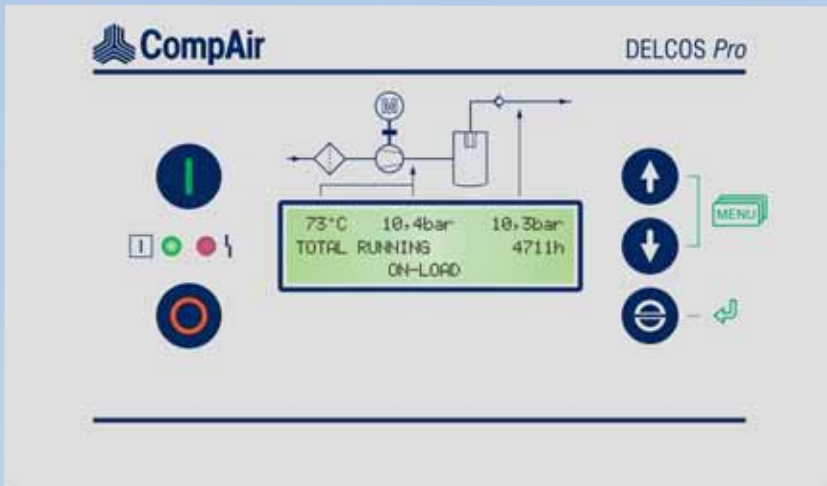 CompAir
DELCOS Pro
M
MENU
73°C 10,4bar 10,3bar
TOTAL RUNNING 4711h
ON-LOAD